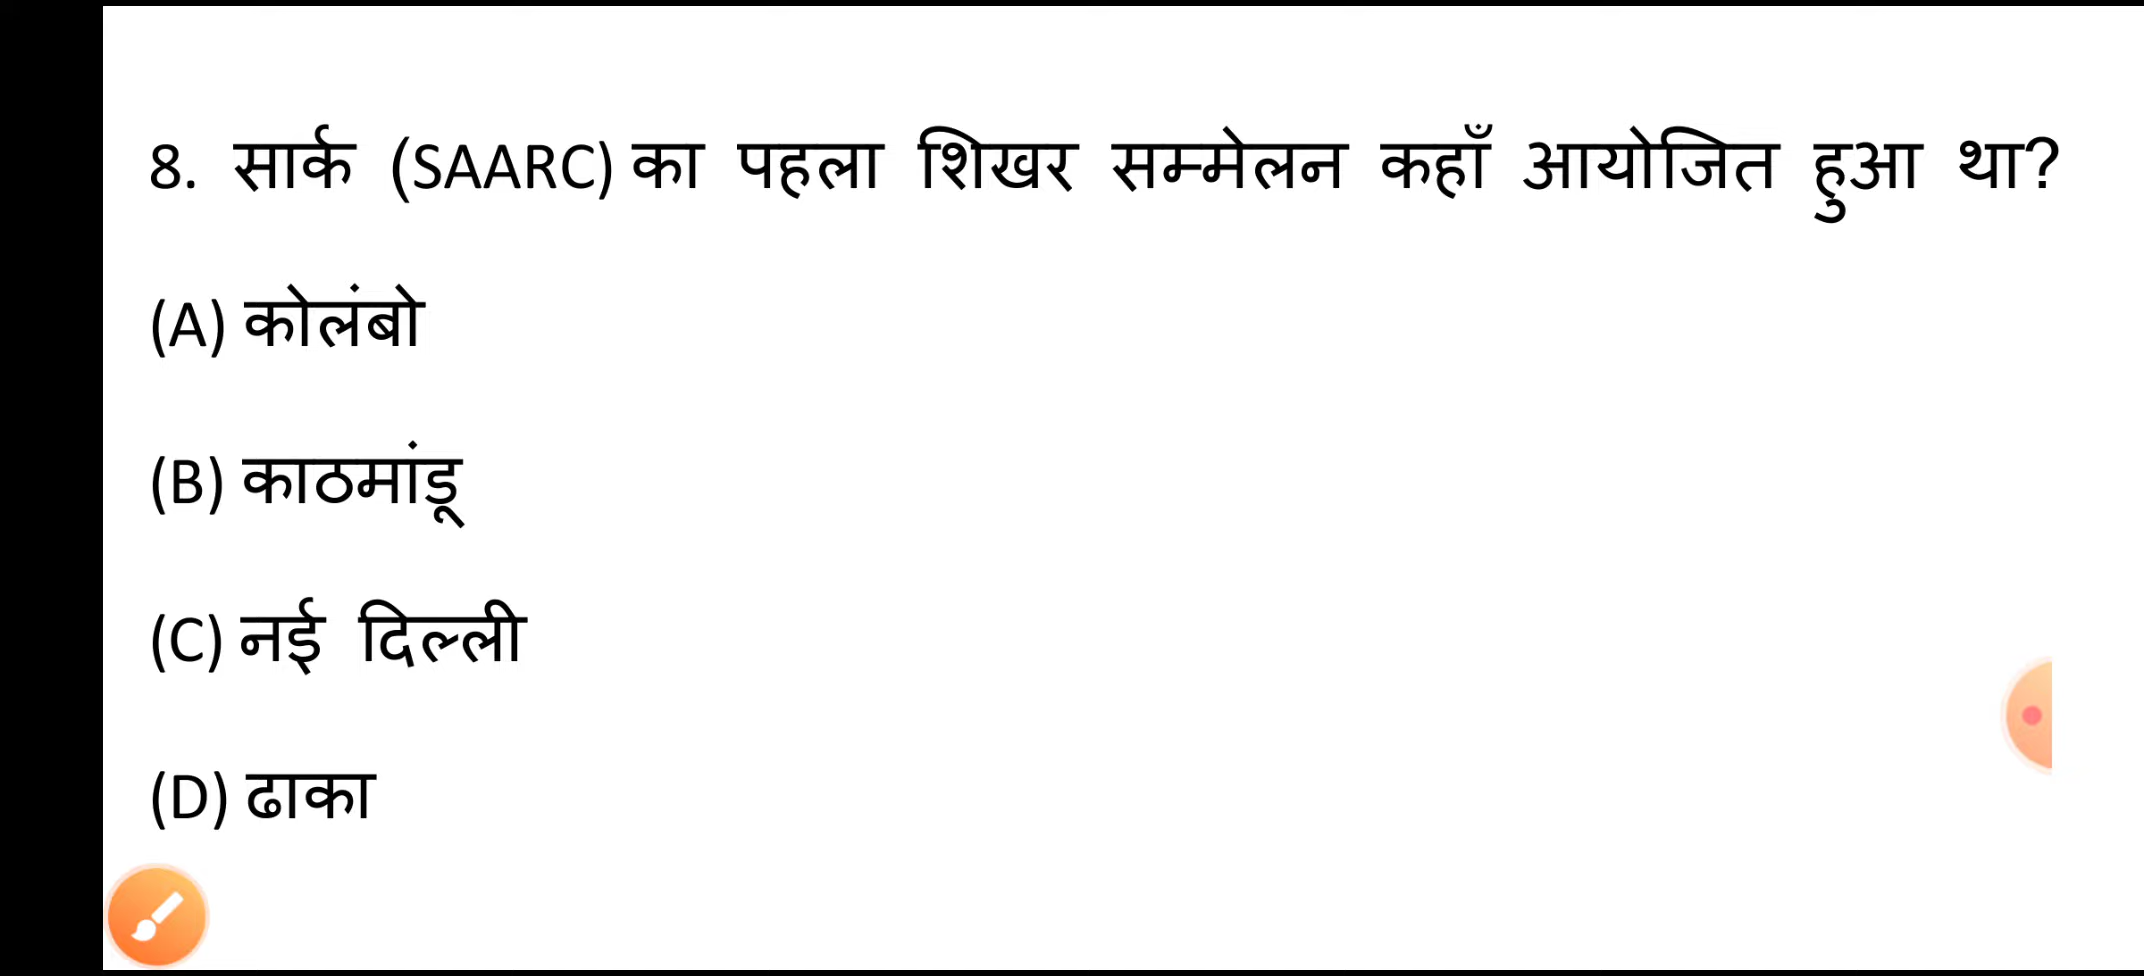 8. सार्क (SAARC) का पहला शिखर सम्मेलन कहाँ आयोजित हुआ था?
(A) कोलंबो
(B) काठमांडू
(C) नई दिल्ली
(D) ढाका